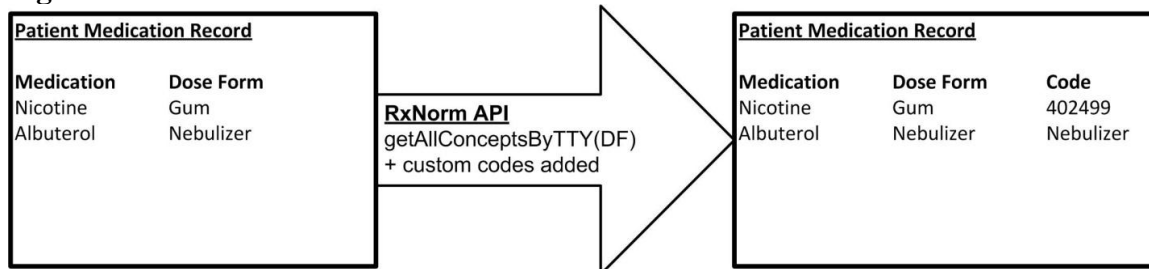 Patient Medication Record
Medication Dose Form
Nicotine Gum
Albuterol Nebulizer
RxNorm API
getAllConceptsByTTY(DF)
+ custom codes added
Patient Medication Record
Medication Dose Form Code
Nicotine Gum 402499
Albuterol Nebulizer Nebulizer